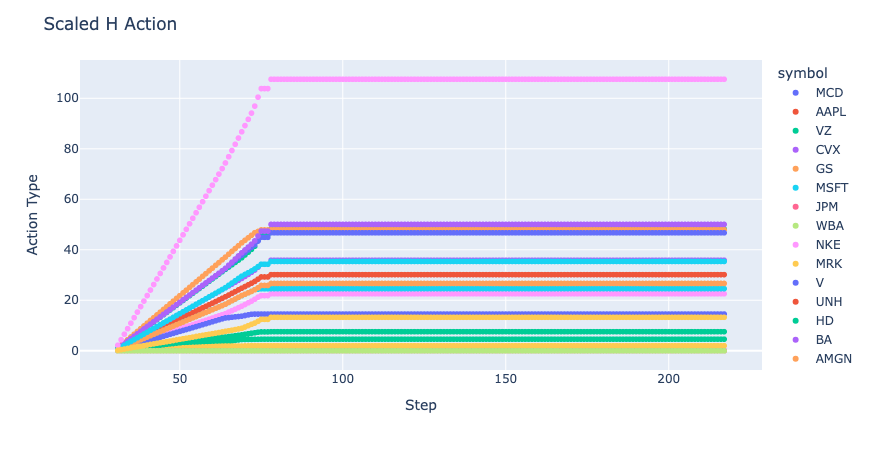 Scaled H Action
Action Type
100
80
60
40
20
0
50
100
150
200
Step
symbol
MCD
AAPL
VZ
CVX
GS
MSFT
JPM
WBA
NKE
MRK
V
UNH
HD
BA
AMGN